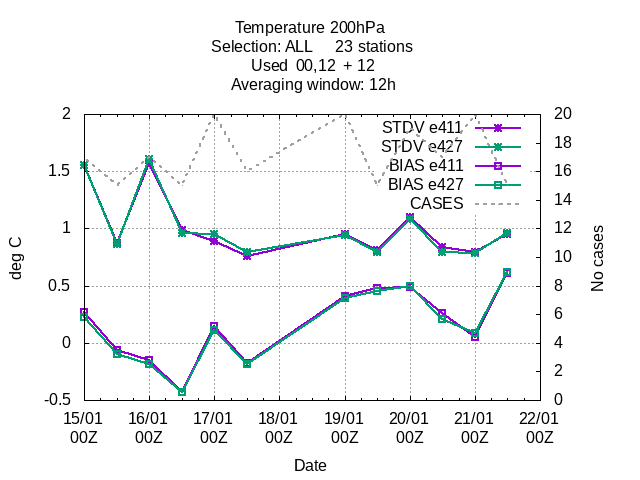 Temperature 200hPa
Selection: ALL 23 stations
Used 00,12 + 12
Averaging window: 12h
2
1.5
1
0.5
0
-0.5
deg C
20
18
16
14
12
10
8
6
4
2
0
No cases
STDV e411
STDV e427
BIAS e411
BIAS e427
CASES
15/01 16/01 17/01 18/01 19/01 20/01 21/01 22/01
00Z 00Z 00Z 00Z 00Z 00Z 00Z 00Z
Date